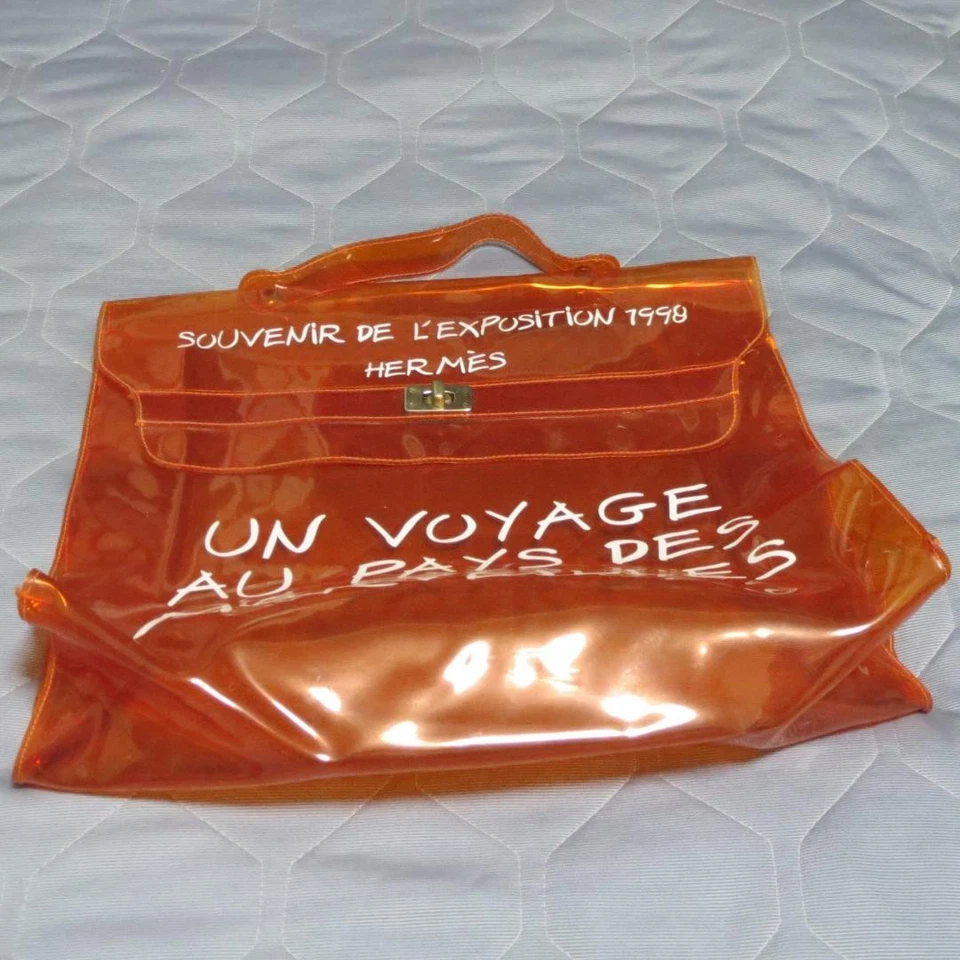 SOUVENIR DE L'EXPOSITION 1998
HERMÈS
UN VOYAGE
AU PAYS DES